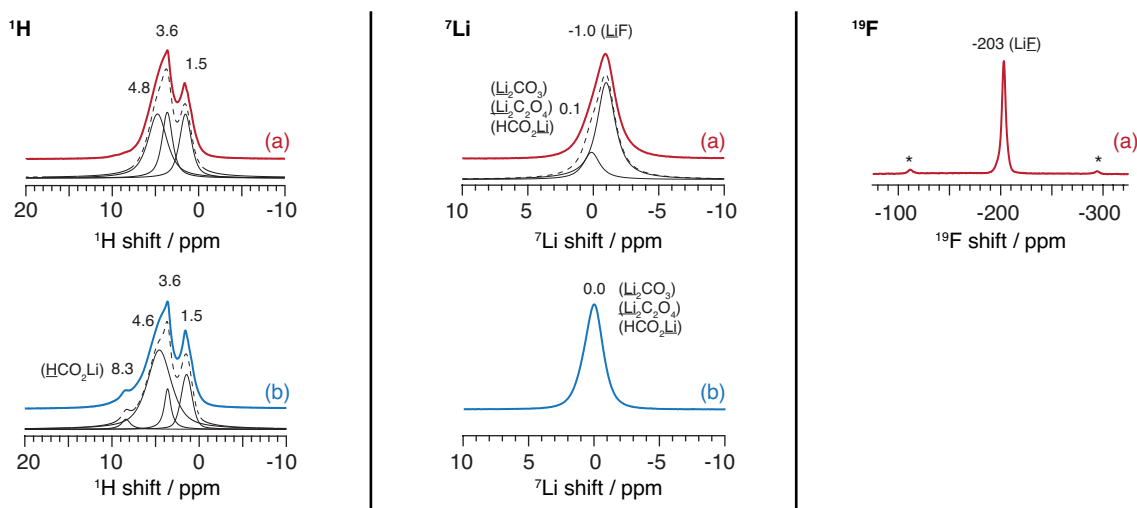 ¹H
3.6
1.5
4.8
(a)
20 10 0 -10
¹H shift / ppm
3.6
4.6
1.5
(HCO₂Li) 8.3
(b)
20 10 0 -10
¹H shift / ppm
⁷Li
-1.0 (LiF)
(Li₂CO₃)
(Li₂C₂O₄) 0.1
(HCO₂Li)
(a)
10 5 0 -5 -10
⁷Li shift / ppm
0.0 (Li₂CO₃)
(Li₂C₂O₄)
(HCO₂Li)
(b)
10 5 0 -5 -10
⁷Li shift / ppm
¹⁹F
-203 (LiF)
(a)
* *
-100 -200 -300
¹⁹F shift / ppm